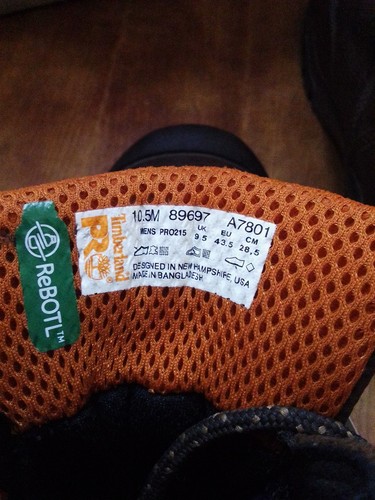 ReBOTL™
Timberland
PRO
10.5M 89697 A7801
MENS PRO215 UK EU CM
9.5 43.5 28.5
DESIGNED IN NEW HAMPSHIRE, USA
MADE IN BANGLADESH